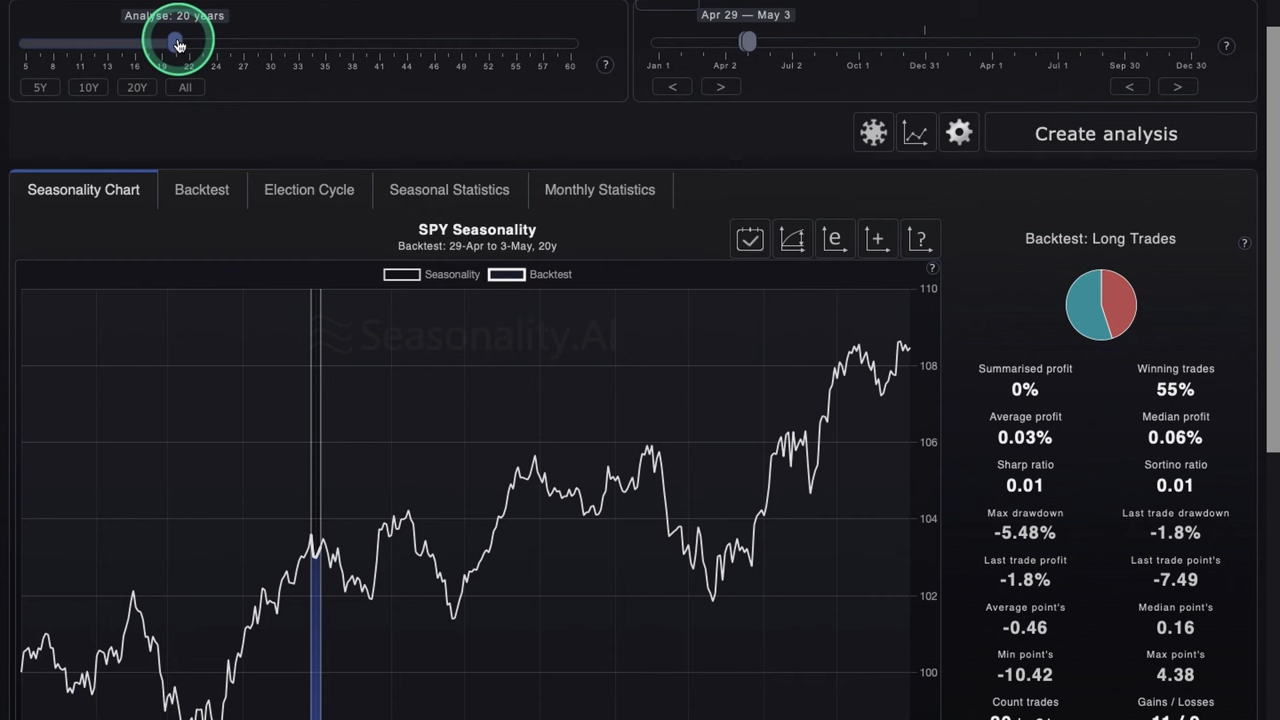 Analyse: 20 years
5 8 11 13 16 19 22 24 27 30 33 35 38 41 44 46 49 52 55 57 60
?
5Y 10Y 20Y All
Apr 29 — May 3
Jan 1 Apr 2 Jul 2 Oct 1 Dec 31 Apr 1 Jul 1 Sep 30 Dec 30
?
< > < >
Create analysis
Seasonality Chart Backtest Election Cycle Seasonal Statistics Monthly Statistics
SPY Seasonality
Backtest: 29-Apr to 3-May, 20y
e + ?
Seasonality Backtest
?
Seasonality.AI
110
108
106
104
102
100
Backtest: Long Trades
?
Summarised profit Winning trades
0% 55%
Average profit Median profit
0.03% 0.06%
Sharp ratio Sortino ratio
0.01 0.01
Max drawdown Last trade drawdown
-5.48% -1.8%
Last trade profit Last trade point's
-1.8% -7.49
Average point's Median point's
-0.46 0.16
Min point's Max point's
-10.42 4.38
Count trades Gains / Losses